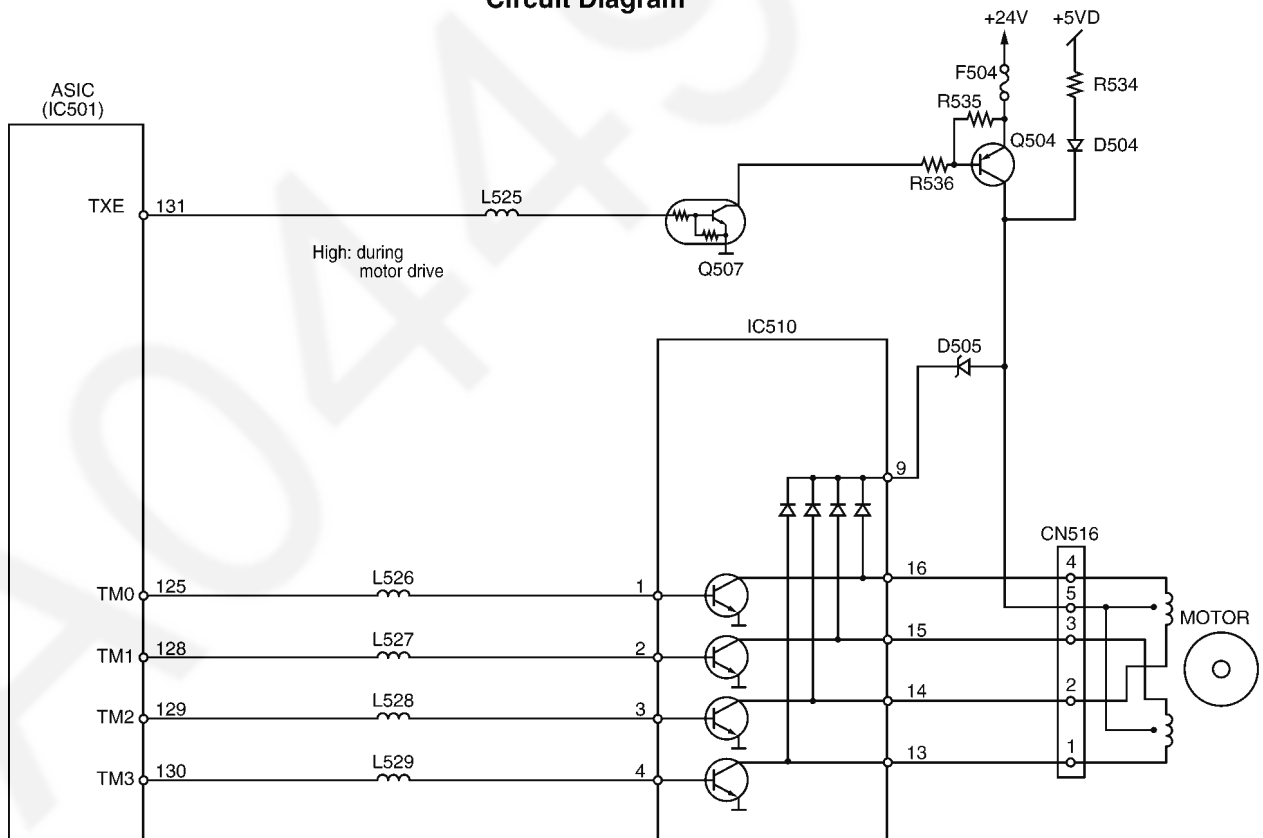 Circuit Diagram
+24V
+5VD
F504
R534
R535
Q504
D504
R536
ASIC
(IC501)
TXE
131
L525
High: during
motor drive
Q507
IC510
D505
9
CN516
TM0
125
L526
1
16
4
5
MOTOR
TM1
128
L527
2
15
3
TM2
129
L528
3
14
2
TM3
130
L529
4
13
1
A0449